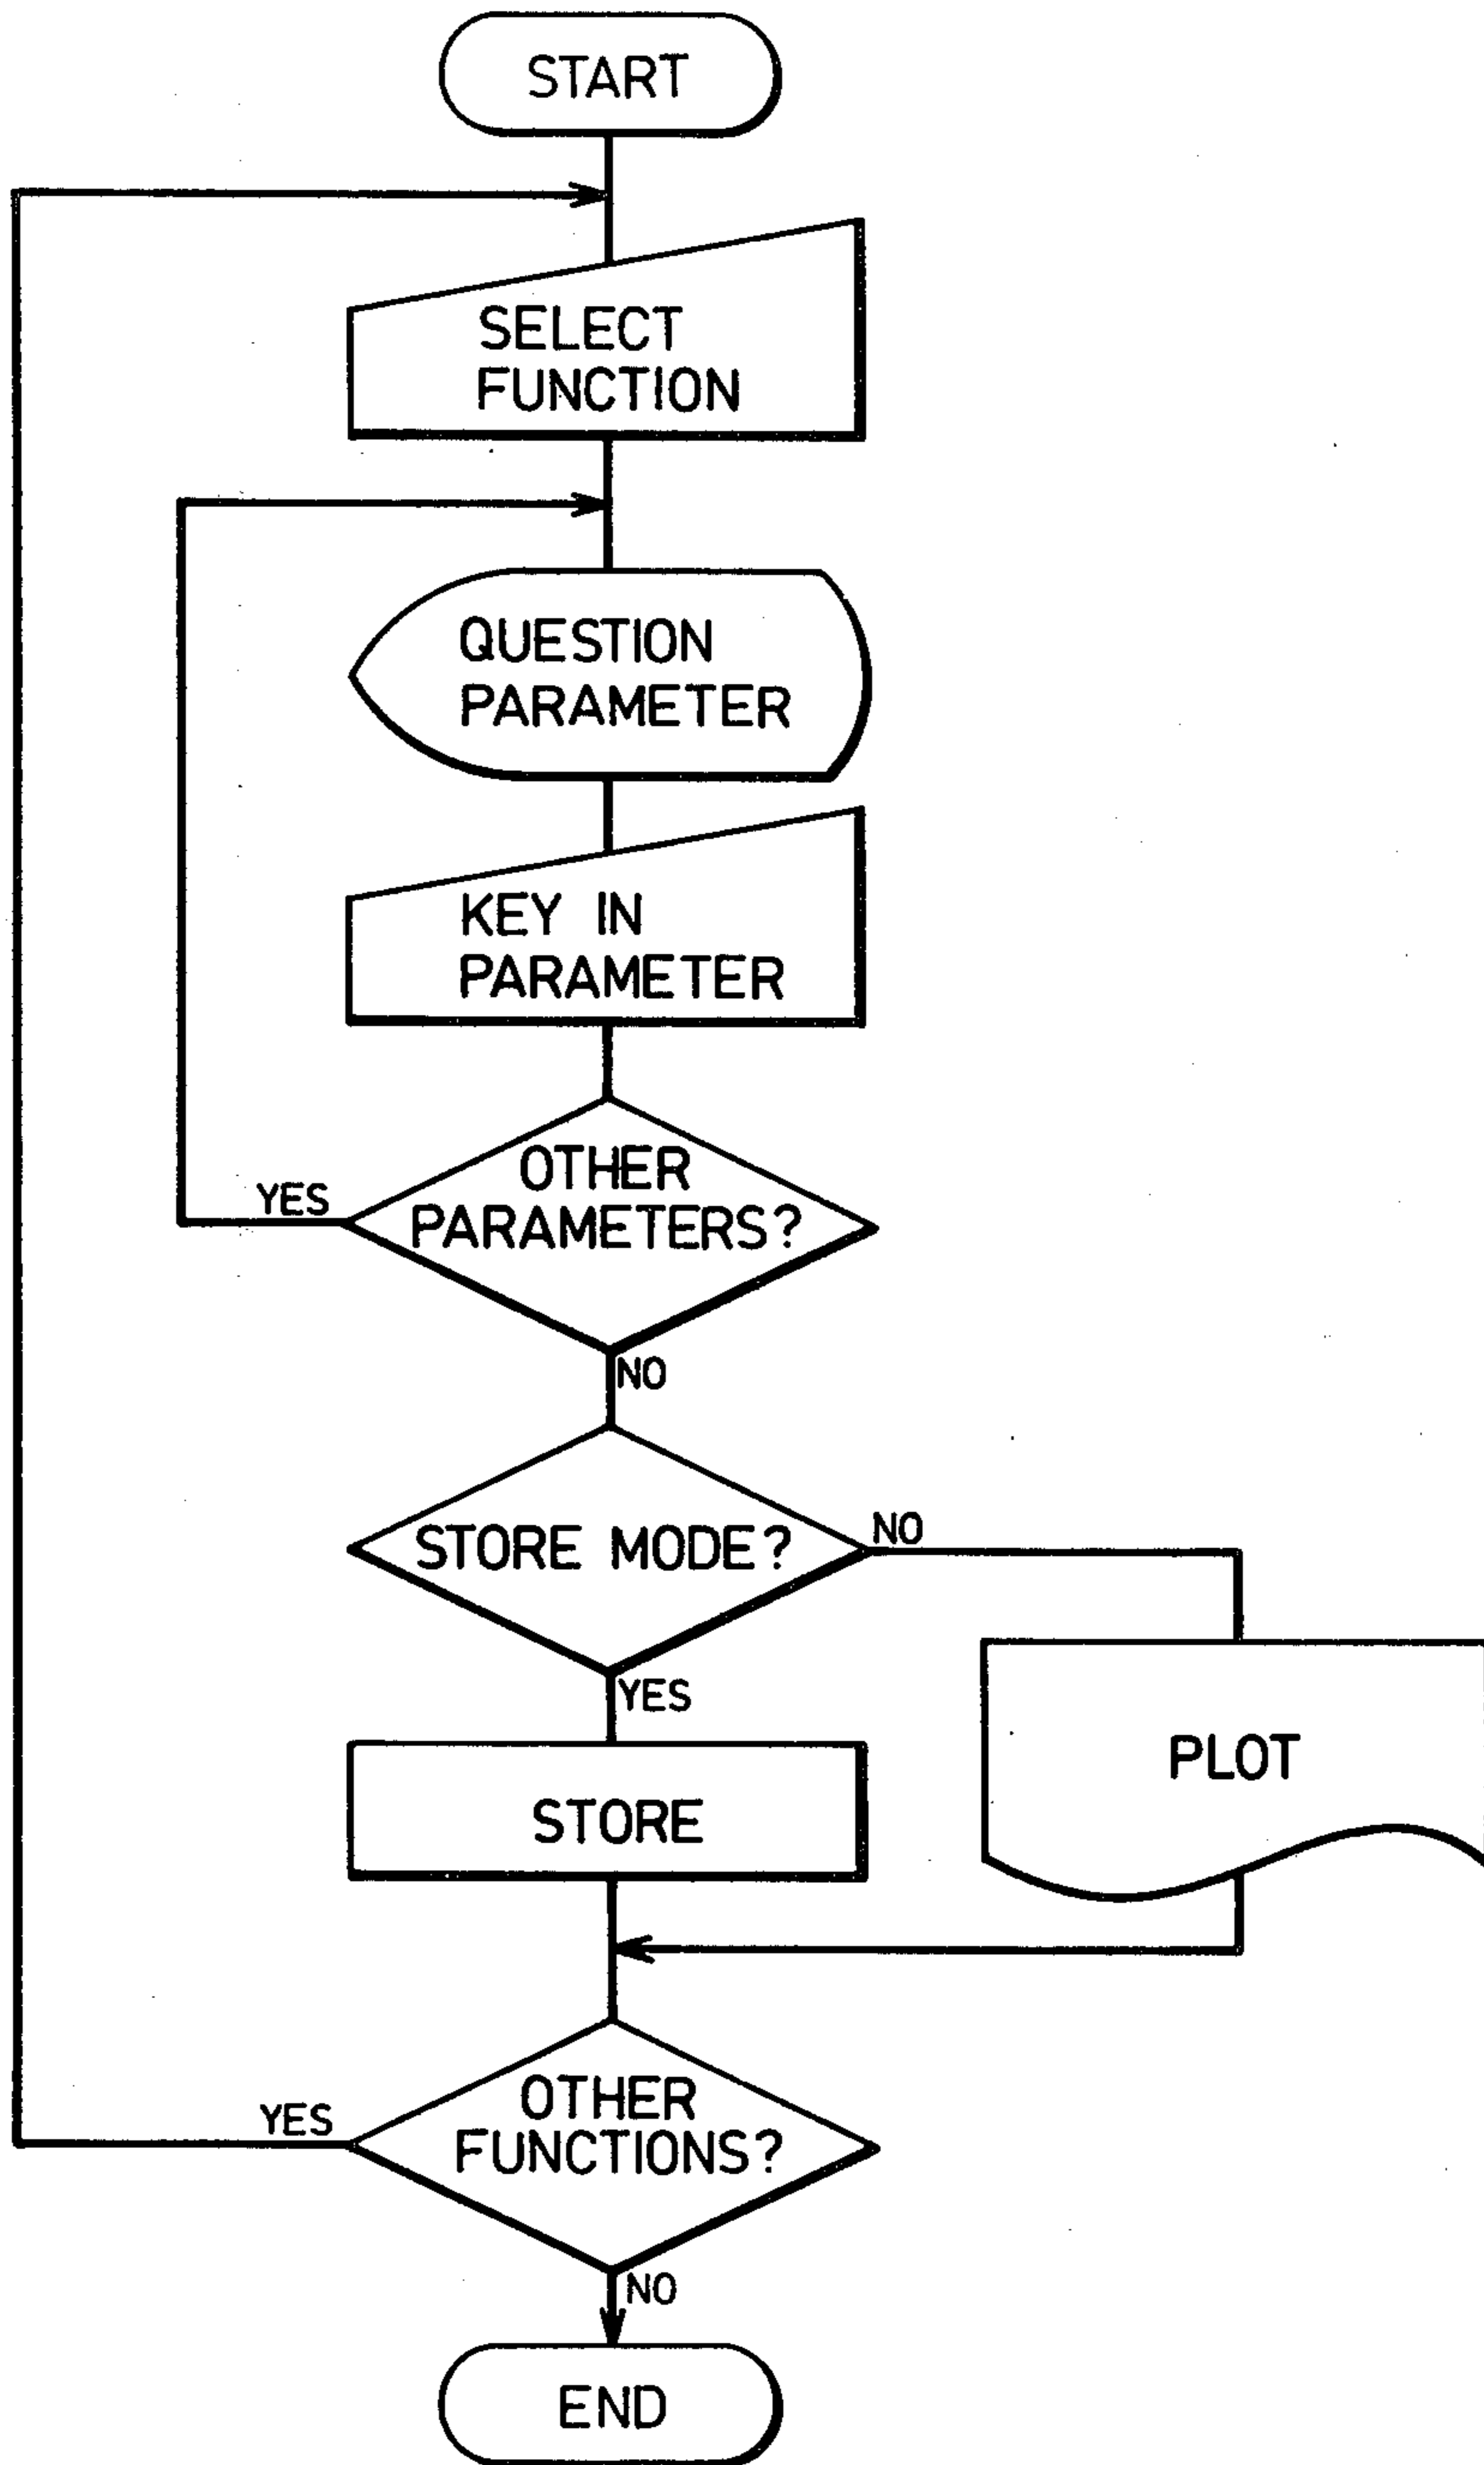 START
SELECT
FUNCTION
QUESTION
PARAMETER
KEY IN
PARAMETER
OTHER
PARAMETERS?
YES
NO
STORE MODE?
NO
YES
PLOT
STORE
OTHER
FUNCTIONS?
YES
NO
END